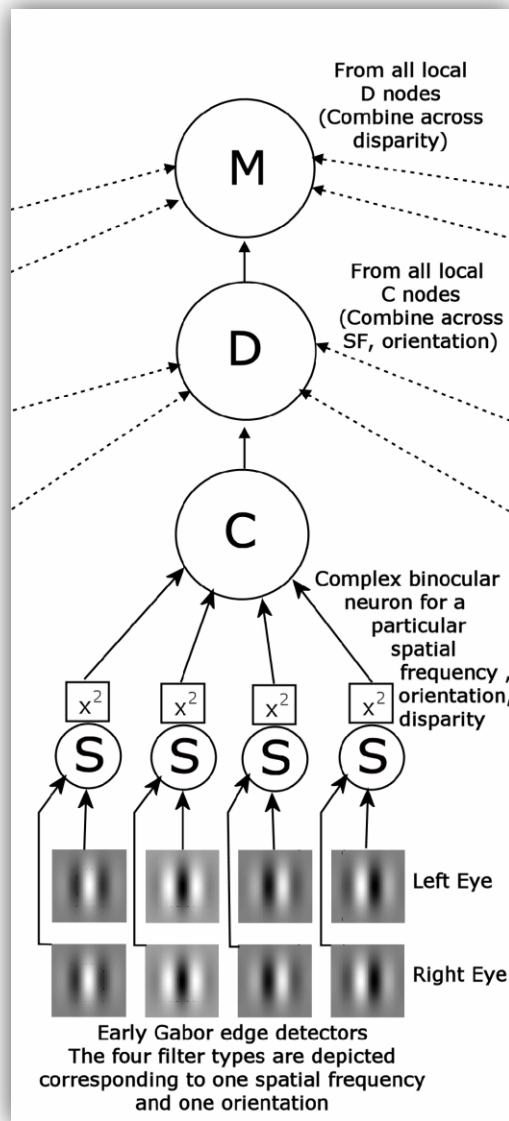 From all local
D nodes
(Combine across
disparity)
M
From all local
C nodes
(Combine across
SF, orientation)
D
C
Complex binocular
neuron for a
particular
spatial
frequency ,
orientation,
disparity
x² x² x² x²
S S S S
Left Eye
Right Eye
Early Gabor edge detectors
The four filter types are depicted
corresponding to one spatial frequency
and one orientation